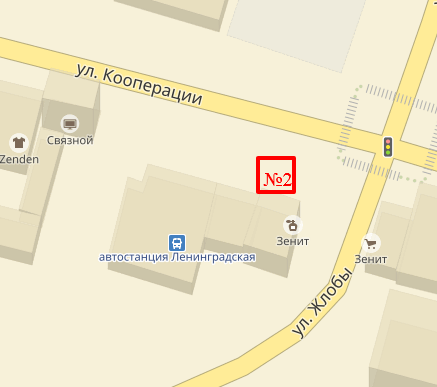 ул. Кооперации
Связной
Zenden
№2
Зенит
автостанция Ленинградская
Зенит
ул. Жлобы